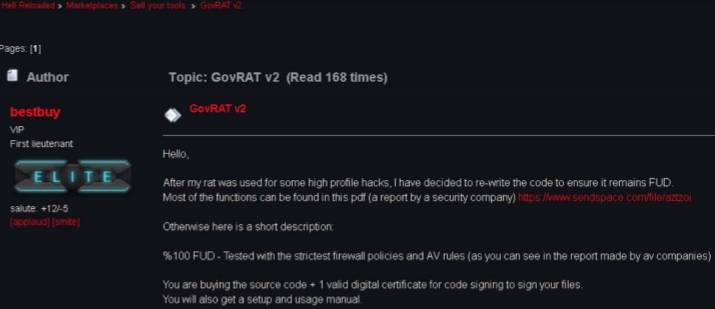 Hell Reloaded » Marketplaces » Sell your tools » GovRAT v2
Pages: [1]
Author
Topic: GovRAT v2 (Read 168 times)
bestbuy
VIP
First lieutenant
ELITE
salute: +12/-5
[applaud] [smite]
GovRAT v2
Hello,
After my rat was used for some high profile hacks, I have decided to re-write the code to ensure it remains FUD.
Most of the functions can be found in this pdf (a report by a security company) https://www.sendspace.com/file/aztzoi
Otherwise here is a short description:
%100 FUD - Tested with the strictest firewall policies and AV rules (as you can see in the report made by av companies)
You are buying the source code + 1 valid digital certificate for code signing to sign your files.
You will also get a setup and usage manual.